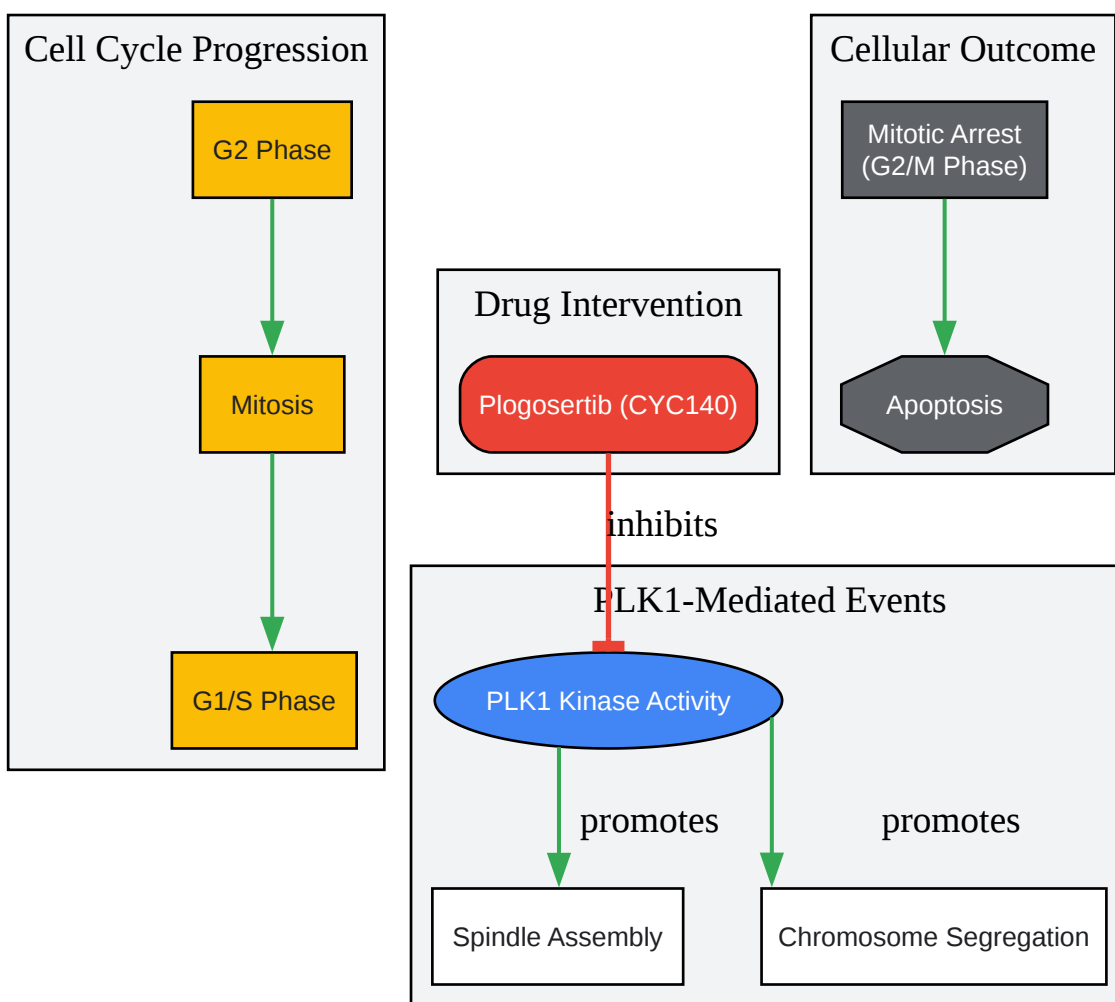 Cell Cycle Progression
G2 Phase
Mitosis
G1/S Phase
Drug Intervention
Plogosertib (CYC140)
inhibits
Cellular Outcome
Mitotic Arrest
(G2/M Phase)
Apoptosis
PLK1-Mediated Events
PLK1 Kinase Activity
promotes
promotes
Spindle Assembly
Chromosome Segregation